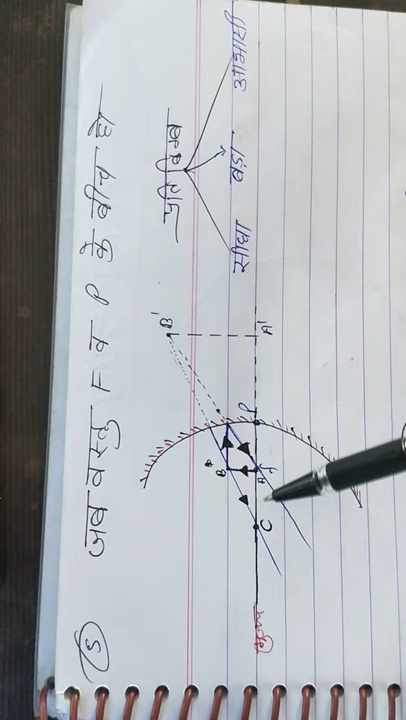 (5) जब वस्तु F व P के बीच हो
प्रतिबिम्ब
सीधा बड़ा आभासी
B'
B
A P A'
C